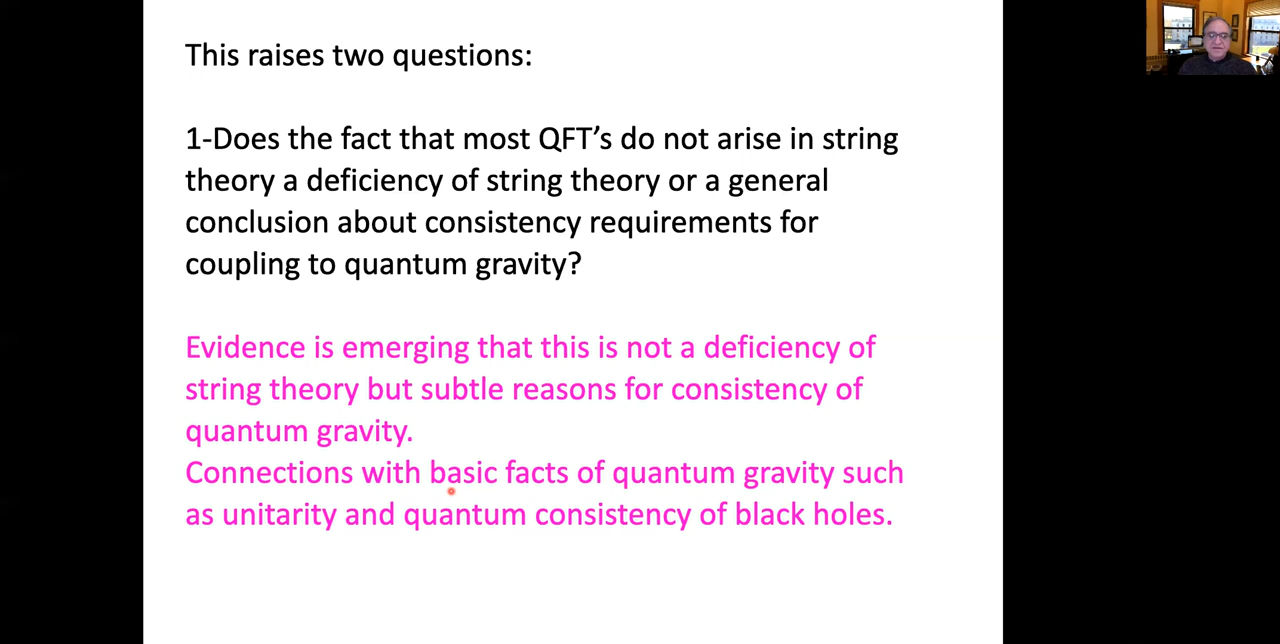 This raises two questions:
1-Does the fact that most QFT’s do not arise in string
theory a deficiency of string theory or a general
conclusion about consistency requirements for
coupling to quantum gravity?
Evidence is emerging that this is not a deficiency of
string theory but subtle reasons for consistency of
quantum gravity.
Connections with basic facts of quantum gravity such
as unitarity and quantum consistency of black holes.